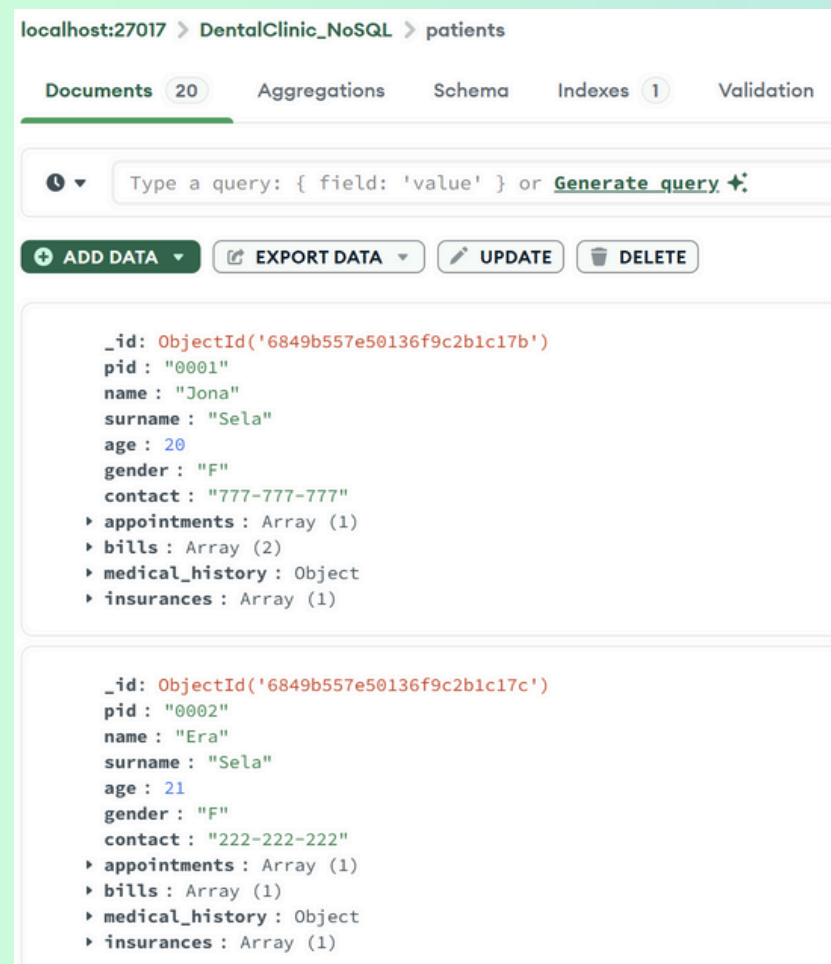 localhost:27017 > DentalClinic_NoSQL > patients
Documents 20 Aggregations Schema Indexes 1 Validation
Type a query: { field: 'value' } or Generate query
ADD DATA EXPORT DATA UPDATE DELETE
_id: ObjectId('6849b557e50136f9c2b1c17b')
pid : "0001"
name : "Jona"
surname : "Sela"
age : 20
gender : "F"
contact : "777-777-777"
appointments : Array (1)
bills : Array (2)
medical_history : Object
insurances : Array (1)
_id: ObjectId('6849b557e50136f9c2b1c17c')
pid : "0002"
name : "Era"
surname : "Sela"
age : 21
gender : "F"
contact : "222-222-222"
appointments : Array (1)
bills : Array (1)
medical_history : Object
insurances : Array (1)